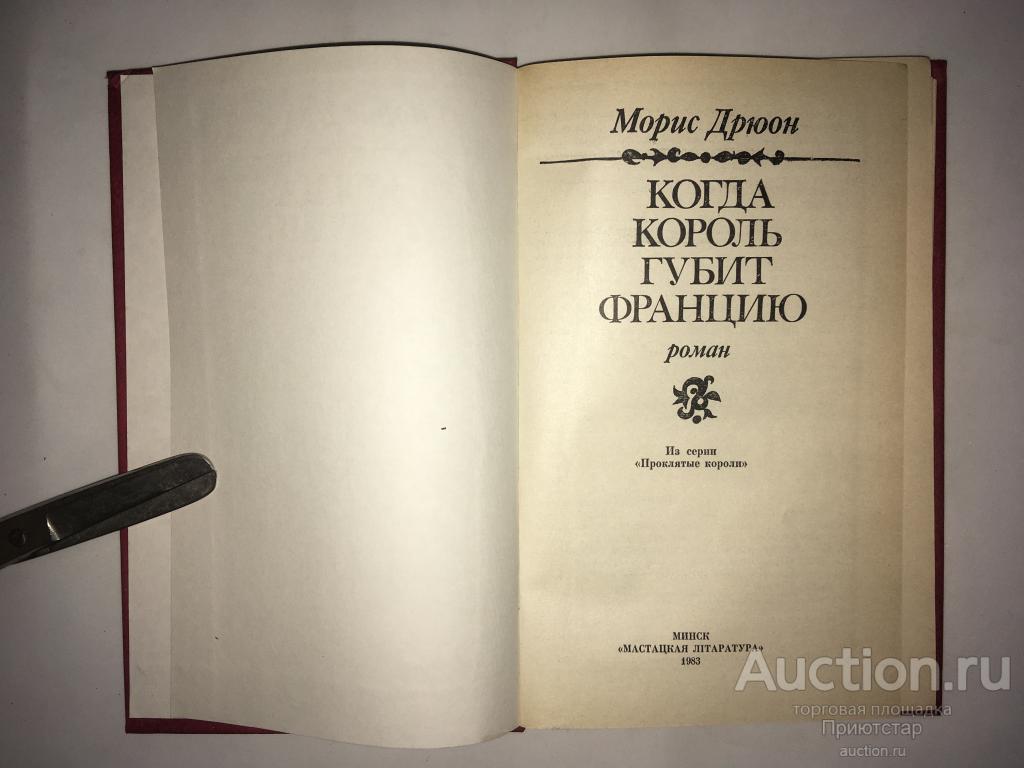 Морис Дрюон
КОГДА
КОРОЛЬ
ГУБИТ
ФРАНЦИЮ
роман
Из серии
«Проклятые короли»
МИНСК
«МАСТАЦКАЯ ЛІТАРАТУРА»
1983
Auction.ru
торговая площадка
Приютстар
auction.ru